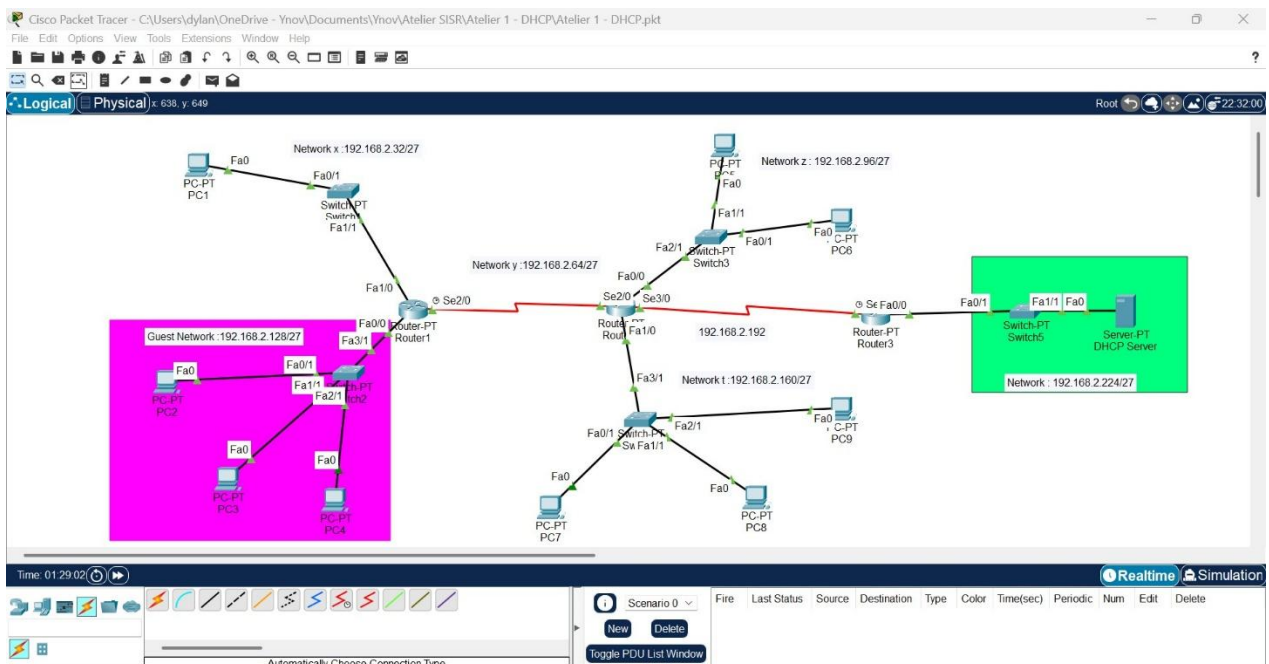 Cisco Packet Tracer - C:\Users\dylan\OneDrive - Ynov\Documents\Ynov\Atelier SISR\Atelier 1 - DHCP\Atelier 1 - DHCP.pkt
File Edit Options View Tools Extensions Window Help
?
Logical Physical x: 638, y: 649 Root 22:32:00
Network x :192.168.2.32/27
Fa0
PC-PT
PC1
Fa0/1
Switch-PT
Fa1/1
Fa1/0
Network y :192.168.2.64/27
Se2/0
Router-PT
Router1
Fa0/0
Fa3/1
Guest Network :192.168.2.128/27
Fa0
PC-PT
PC2
Fa0/1
Fa1/1
Fa2/1
Fa0
PC-PT
PC3
Fa0
PC-PT
PC4
PC-PT
Fa0
Network z : 192.168.2.96/27
Fa1/1
Fa2/1
Fa0/1
Switch3
Fa0
PC6
Fa0/0
Se2/0
Se3/0
Fa1/0
192.168.2.192
Fa0/0
Router-PT
Router3
Fa0/1
Switch-PT
Switch5
Fa1/1
Fa0
Server-PT
DHCP Server
Network : 192.168.2.224/27
Fa3/1
Network t :192.168.2.160/27
Fa0/1
Fa1/1
Fa2/1
Fa0
PC9
Fa0
PC-PT
PC7
Fa0
PC-PT
PC8
Time: 01:29:02 Realtime Simulation
Scenario 0
New Delete
Toggle PDU List Window
Fire Last Status Source Destination Type Color Time(sec) Periodic Num Edit Delete
Automatically Choose Connection Type